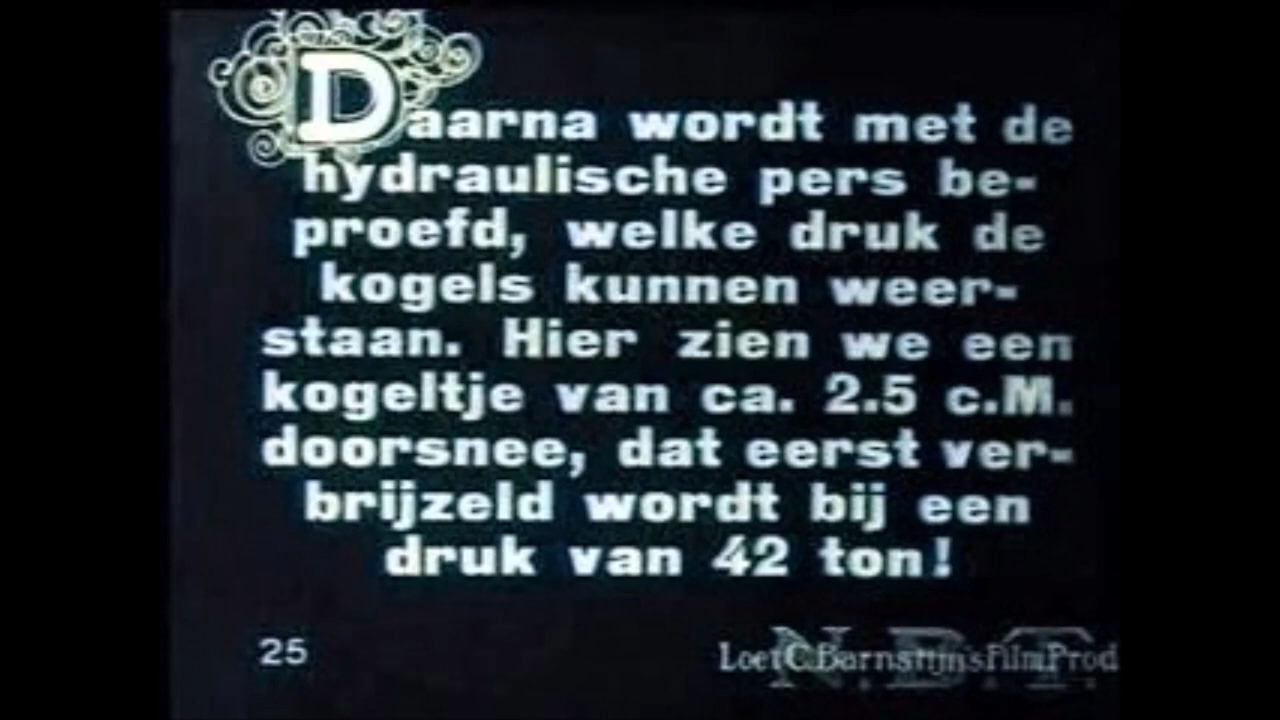 Daarna wordt met de
hydraulische pers be-
proefd, welke druk de
kogels kunnen weer-
staan. Hier zien we een
kogeltje van ca. 2.5 c.M.
doorsnee, dat eerst ver-
brijzeld wordt bij een
druk van 42 ton!
25
N.B.T.
Loet C. Barnstijn's Film Prod